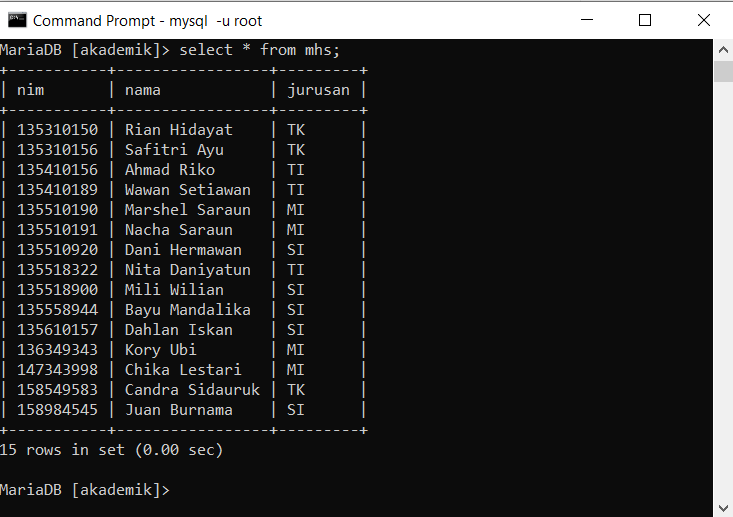 Command Prompt - mysql  -u root
MariaDB [akademik]> select * from mhs;
+-----------+-----------------+---------+
| nim       | nama            | jurusan |
+-----------+-----------------+---------+
| 135310150 | Rian Hidayat    | TK      |
| 135310156 | Safitri Ayu     | TK      |
| 135410156 | Ahmad Riko      | TI      |
| 135410189 | Wawan Setiawan  | TI      |
| 135510190 | Marshel Saraun  | MI      |
| 135510191 | Nacha Saraun    | MI      |
| 135510920 | Dani Hermawan   | SI      |
| 135518322 | Nita Daniyatun  | TI      |
| 135518900 | Mili Wilian     | SI      |
| 135558944 | Bayu Mandalika  | SI      |
| 135610157 | Dahlan Iskan    | SI      |
| 136349343 | Kory Ubi        | MI      |
| 147343998 | Chika Lestari   | MI      |
| 158549583 | Candra Sidauruk | TK      |
| 158984545 | Juan Burnama    | SI      |
+-----------+-----------------+---------+
15 rows in set (0.00 sec)
MariaDB [akademik]>